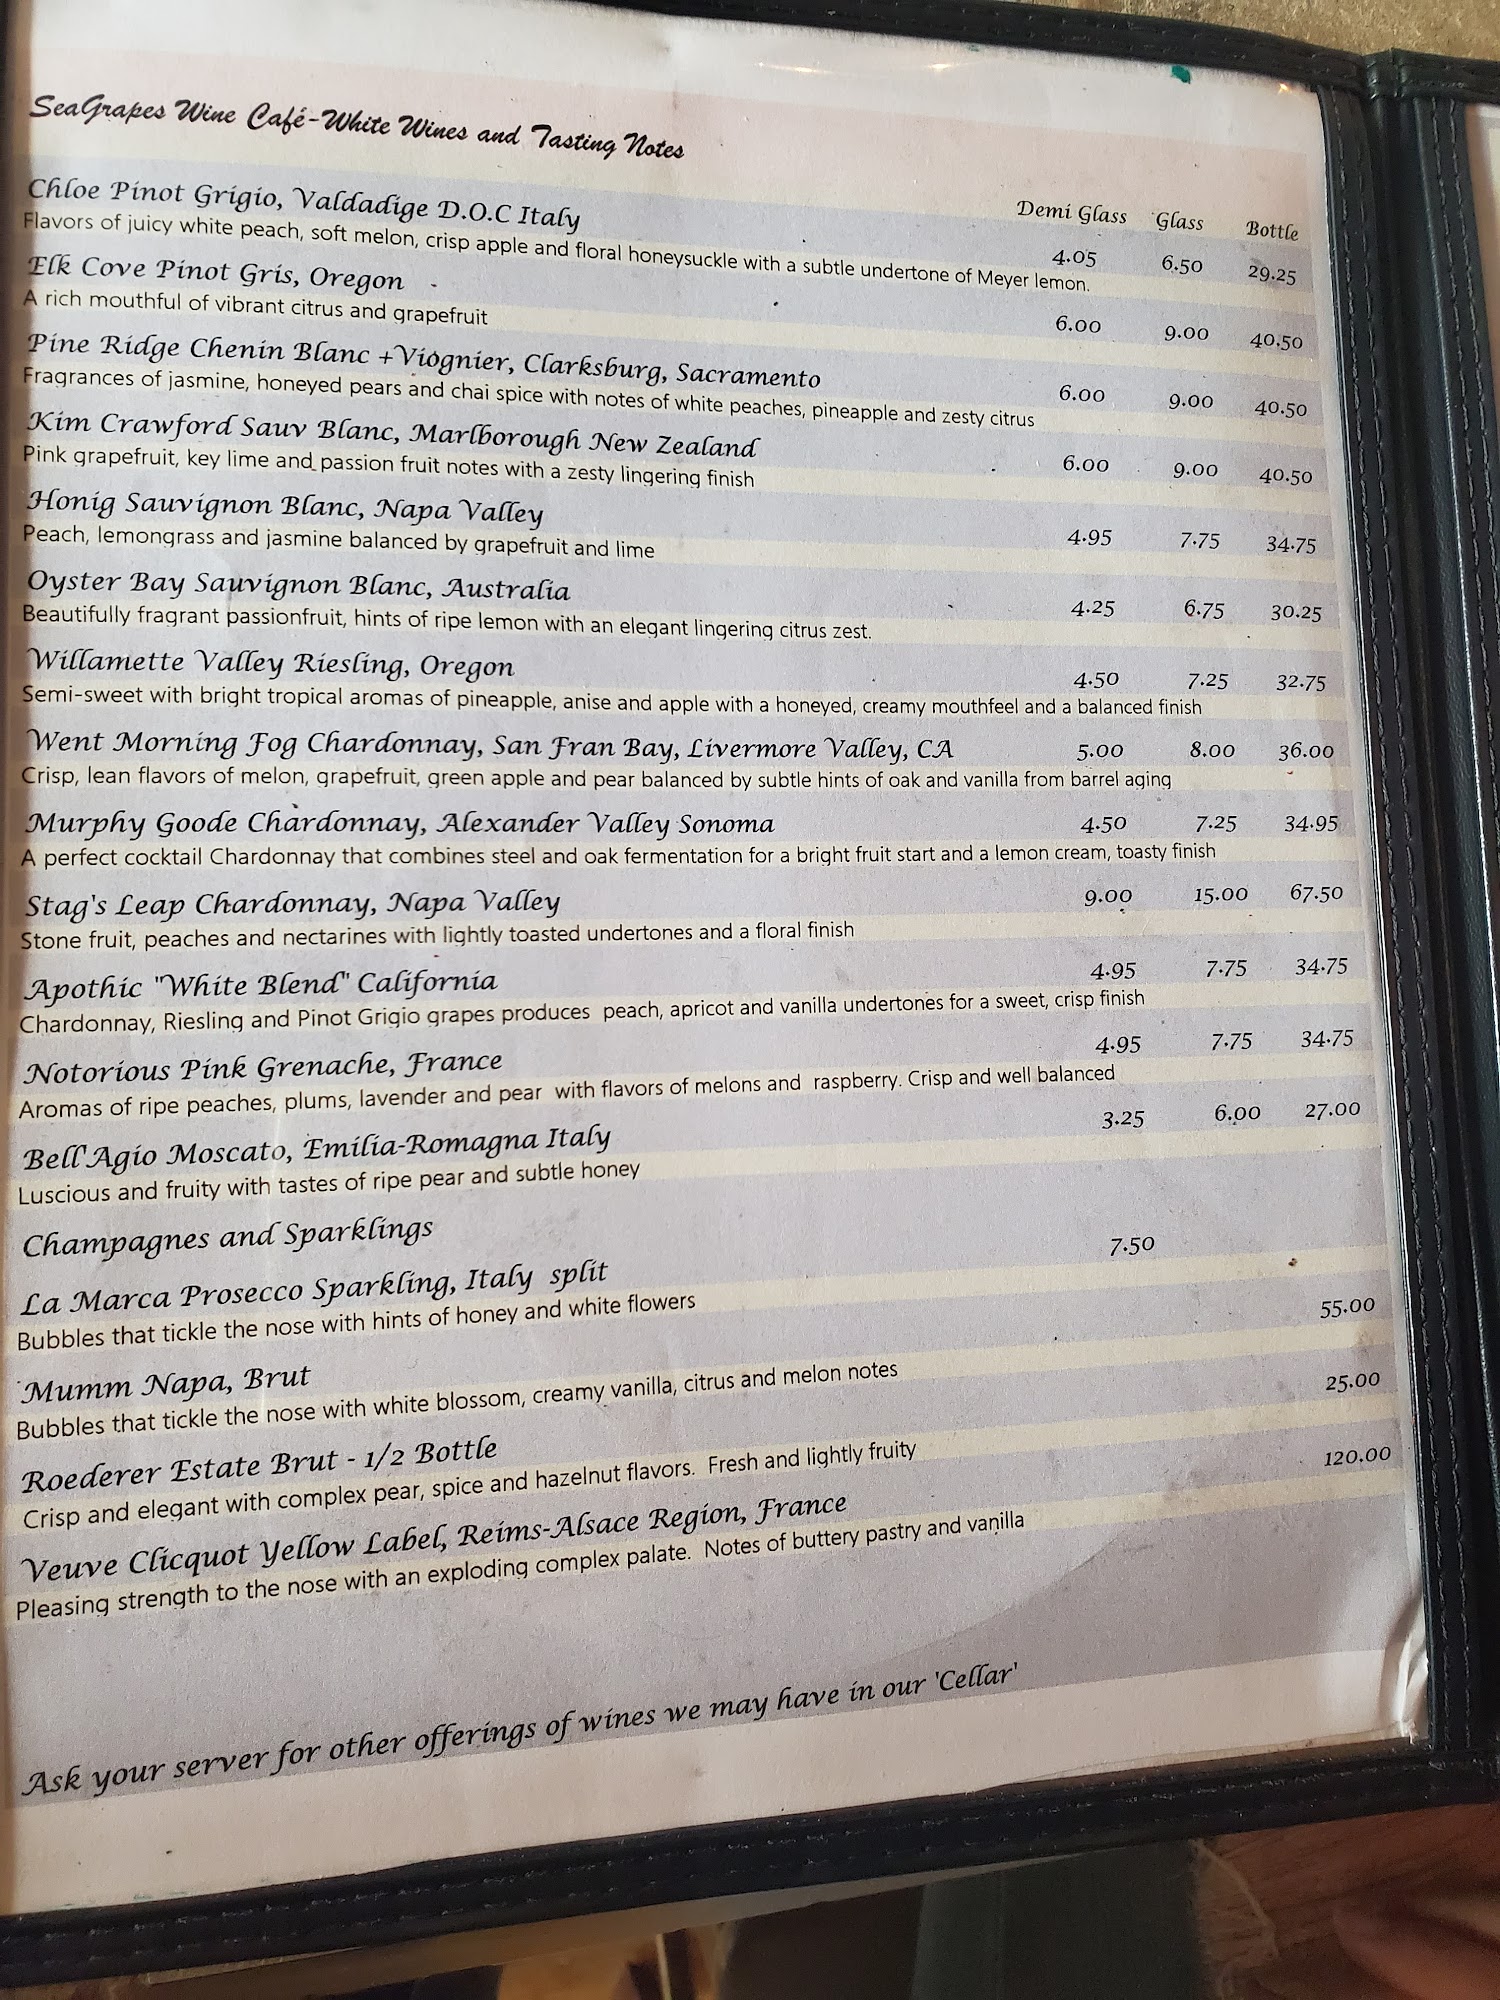 SeaGrapes Wine Café-White Wines and Tasting Notes
Demi Glass Glass Bottle
Chloe Pinot Grigio, Valdadige D.O.C Italy 4.05 6.50 29.25
Flavors of juicy white peach, soft melon, crisp apple and floral honeysuckle with a subtle undertone of Meyer lemon.
Elk Cove Pinot Gris, Oregon 6.00 9.00 40.50
A rich mouthful of vibrant citrus and grapefruit
Pine Ridge Chenin Blanc +Viognier, Clarksburg, Sacramento 6.00 9.00 40.50
Fragrances of jasmine, honeyed pears and chai spice with notes of white peaches, pineapple and zesty citrus
Kim Crawford Sauv Blanc, Marlborough New Zealand 6.00 9.00 40.50
Pink grapefruit, key lime and passion fruit notes with a zesty lingering finish
Honig Sauvignon Blanc, Napa Valley 4.95 7.75 34.75
Peach, lemongrass and jasmine balanced by grapefruit and lime
Oyster Bay Sauvignon Blanc, Australia 4.25 6.75 30.25
Beautifully fragrant passionfruit, hints of ripe lemon with an elegant lingering citrus zest.
Willamette Valley Riesling, Oregon 4.50 7.25 32.75
Semi-sweet with bright tropical aromas of pineapple, anise and apple with a honeyed, creamy mouthfeel and a balanced finish
Went Morning Fog Chardonnay, San Fran Bay, Livermore Valley, CA 5.00 8.00 36.00
Crisp, lean flavors of melon, grapefruit, green apple and pear balanced by subtle hints of oak and vanilla from barrel aging
Murphy Goode Chardonnay, Alexander Valley Sonoma 4.50 7.25 34.95
A perfect cocktail Chardonnay that combines steel and oak fermentation for a bright fruit start and a lemon cream, toasty finish
Stag's Leap Chardonnay, Napa Valley 9.00 15.00 67.50
Stone fruit, peaches and nectarines with lightly toasted undertones and a floral finish
Apothic "White Blend" California 4.95 7.75 34.75
Chardonnay, Riesling and Pinot Grigio grapes produces peach, apricot and vanilla undertones for a sweet, crisp finish
Notorious Pink Grenache, France 4.95 7.75 34.75
Aromas of ripe peaches, plums, lavender and pear with flavors of melons and raspberry. Crisp and well balanced
Bell'Agio Moscato, Emilia-Romagna Italy 3.25 6.00 27.00
Luscious and fruity with tastes of ripe pear and subtle honey
Champagnes and Sparklings
La Marca Prosecco Sparkling, Italy split 7.50
Bubbles that tickle the nose with hints of honey and white flowers
Mumm Napa, Brut 55.00
Bubbles that tickle the nose with white blossom, creamy vanilla, citrus and melon notes
Roederer Estate Brut - 1/2 Bottle 25.00
Crisp and elegant with complex pear, spice and hazelnut flavors. Fresh and lightly fruity
Veuve Clicquot Yellow Label, Reims-Alsace Region, France 120.00
Pleasing strength to the nose with an exploding complex palate. Notes of buttery pastry and vanilla
Ask your server for other offerings of wines we may have in our 'Cellar'